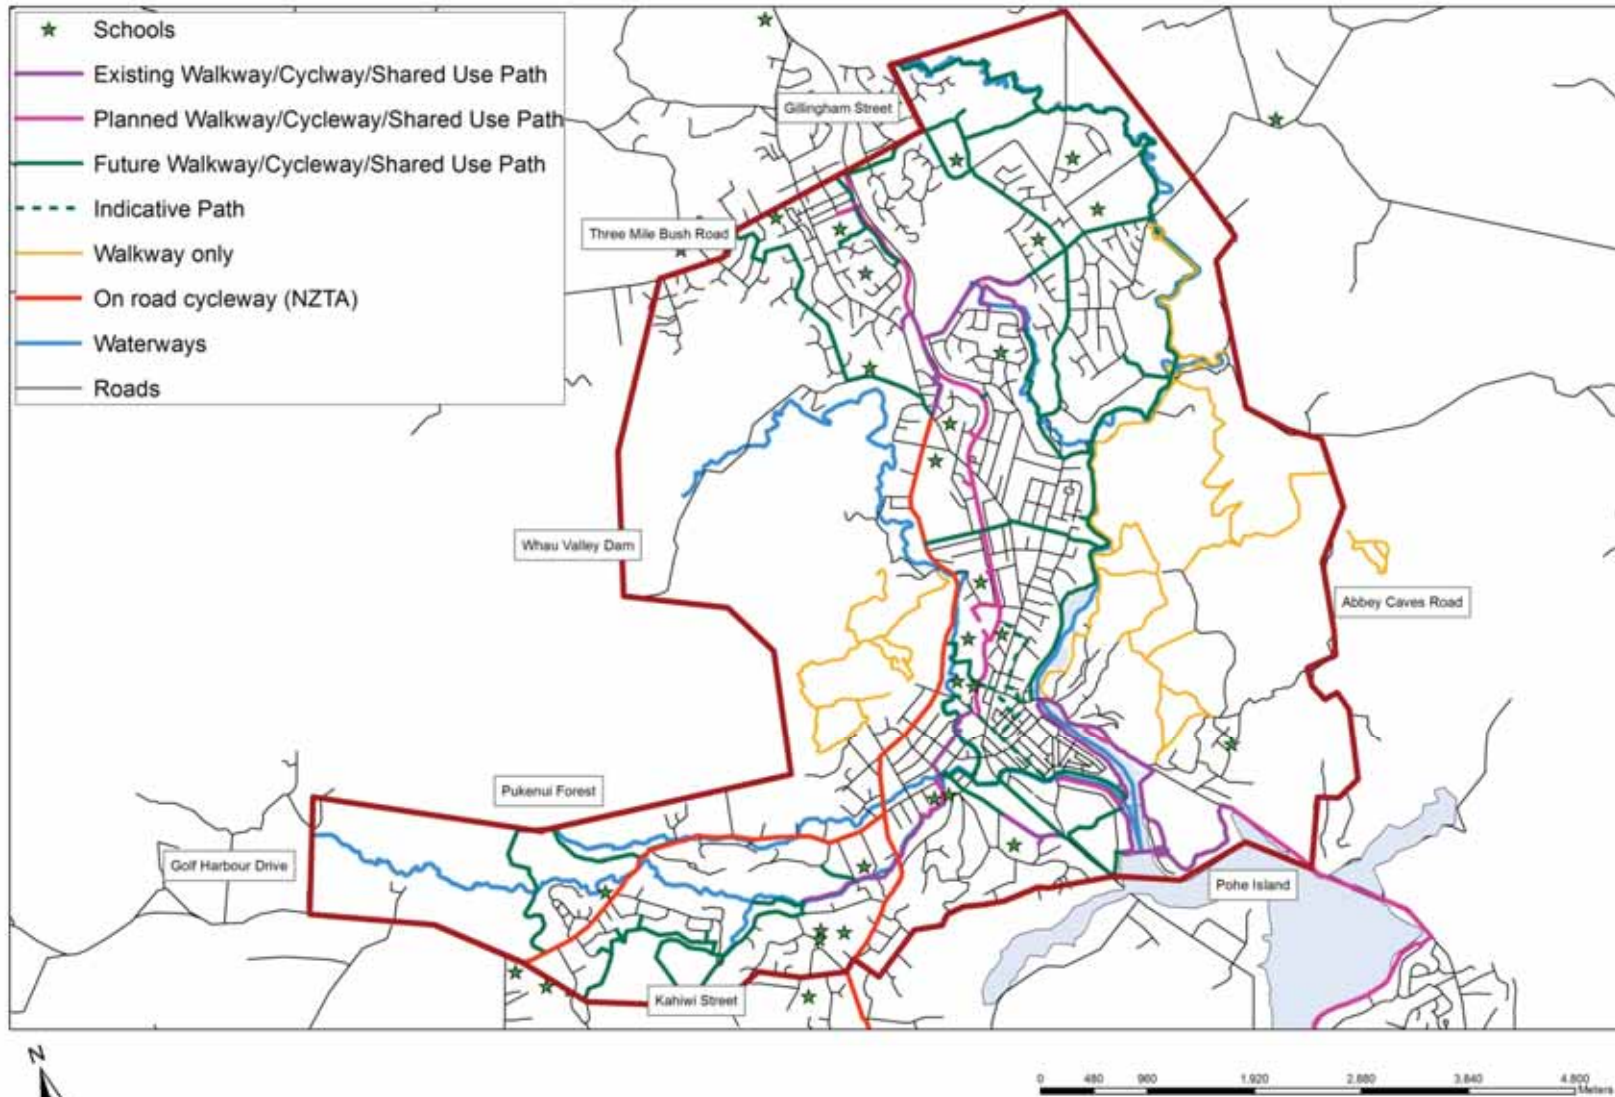 Schools
Existing Walkway/Cyclway/Shared Use Path
Planned Walkway/Cycleway/Shared Use Path
Future Walkway/Cycleway/Shared Use Path
Indicative Path
Walkway only
On road cycleway (NZTA)
Waterways
Roads
Gillingham Street
Three Mile Bush Road
Whau Valley Dam
Abbey Caves Road
Pukenui Forest
Golf Harbour Drive
Pohe Island
Kahiwi Street
N
0 480 960 1,920 2,880 3,840 4,800
Meters